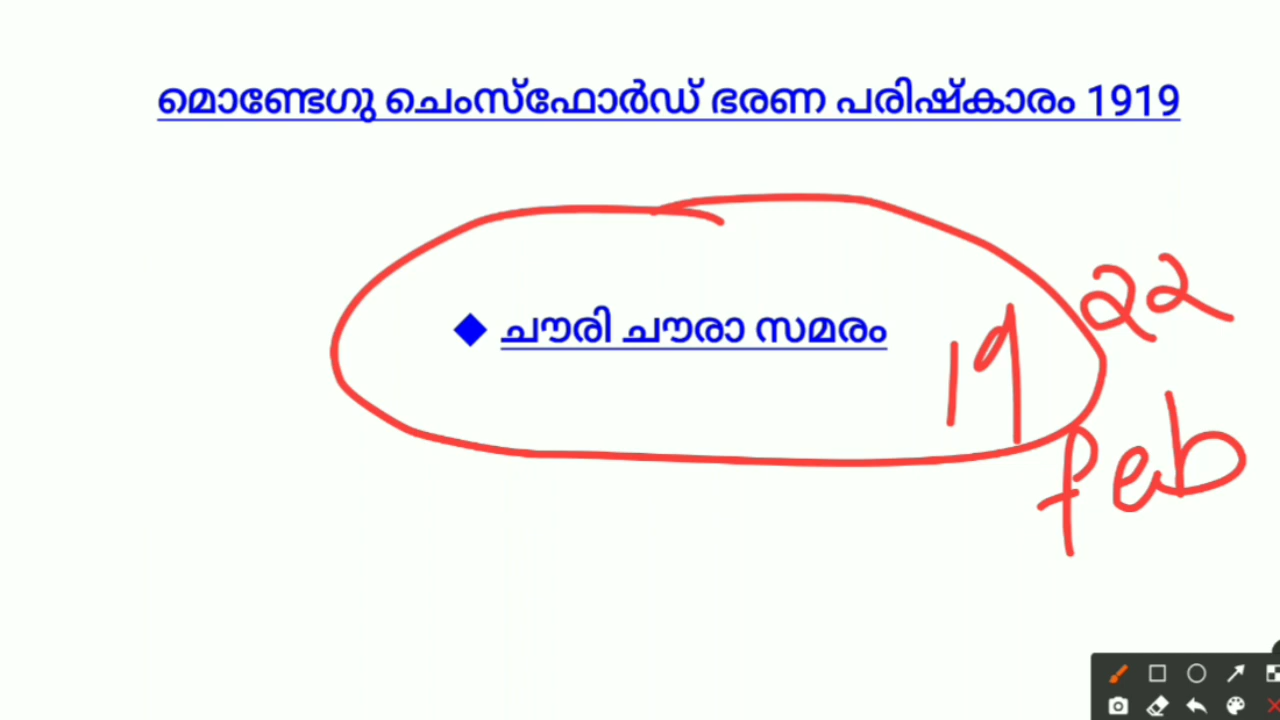 മൊണ്ടേഗു ചെംസ്ഫോർഡ് ഭരണ പരിഷ്കാരം 1919
◆ ചൗരി ചൗരാ സമരം
1922
feb